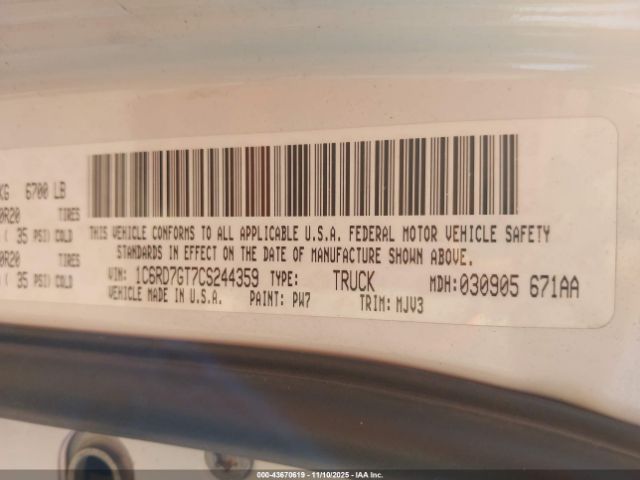 KG 6700 LB
0R20 TIRES
( 35 PSI) COLD
0R20 TIRES
( 35 PSI) COLD
THIS VEHICLE CONFORMS TO ALL APPLICABLE U.S.A. FEDERAL MOTOR VEHICLE SAFETY
STANDARDS IN EFFECT ON THE DATE OF MANUFACTURE SHOWN ABOVE.
VIN: 1C6RD7GT7CS244359 TYPE: TRUCK MDH: 030905 671AA
VEHICLE MADE IN U.S.A. PAINT: PW7 TRIM: MJV3
00-43670619 - 11/10/2025 - IAA Inc.